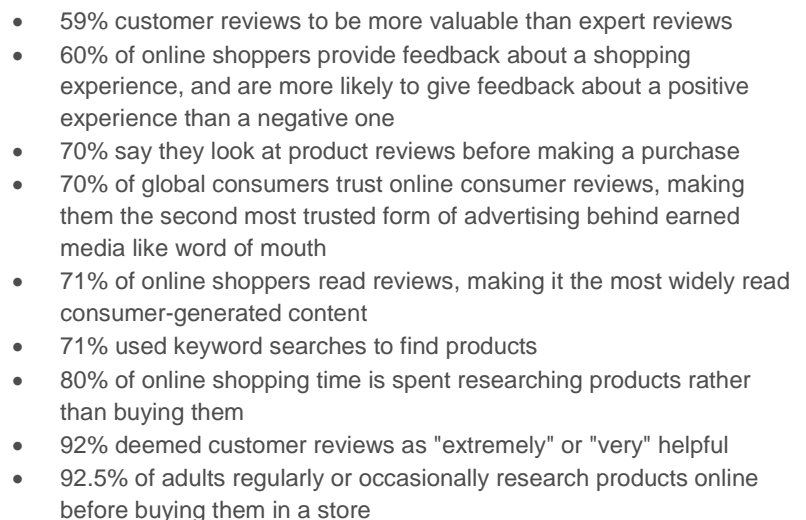 • 59% customer reviews to be more valuable than expert reviews
• 60% of online shoppers provide feedback about a shopping
experience, and are more likely to give feedback about a positive
experience than a negative one
• 70% say they look at product reviews before making a purchase
• 70% of global consumers trust online consumer reviews, making
them the second most trusted form of advertising behind earned
media like word of mouth
• 71% of online shoppers read reviews, making it the most widely read
consumer-generated content
• 71% used keyword searches to find products
• 80% of online shopping time is spent researching products rather
than buying them
• 92% deemed customer reviews as "extremely" or "very" helpful
• 92.5% of adults regularly or occasionally research products online
before buying them in a store